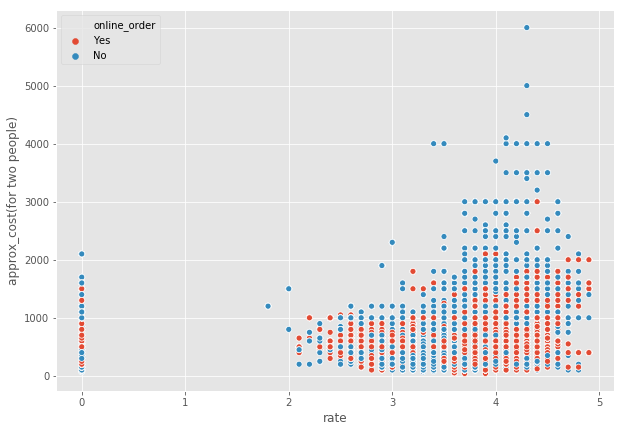 online_order
Yes
No
6000
5000
4000
3000
2000
1000
0
approx_cost(for two people)
0 1 2 3 4 5
rate